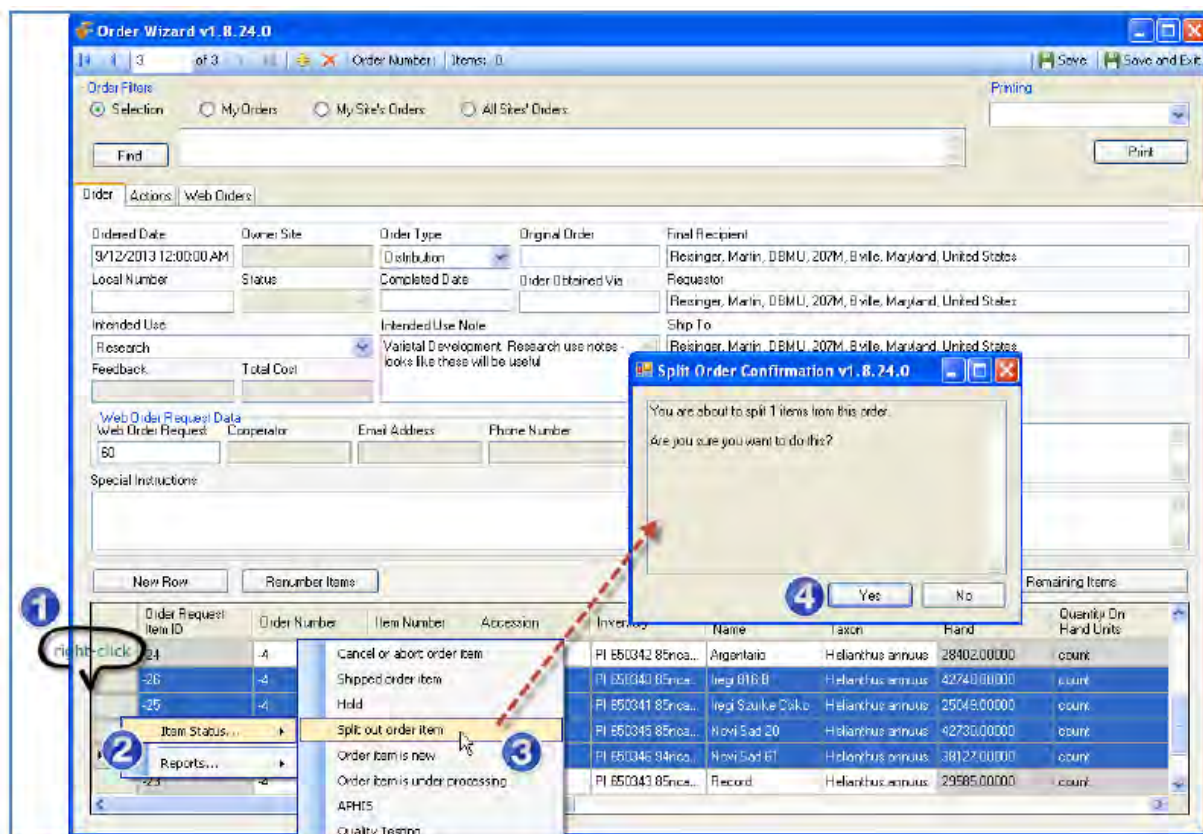 Order Wizard v1.8.24.0
3 of 3 Order Number: Items: 0 Save Save and Exit
Order Filters Printing
Selection My Orders My Site's Orders All Sites' Orders
Find Print
Order Actions Web Orders
Ordered Date Owner Site Order Type Original Order Final Recipient
9/12/2013 12:00:00 AM Distribution Reisinger, Martin, DBMU, 207M, Bville, Maryland, United States
Local Number Status Completed Date Order Obtained Via Requestor
Reisinger, Martin, DBMU, 207M, Bville, Maryland, United States
Intended Use Intended Use Note Ship To
Research Varietal Development. Research use notes - Reisinger, Martin, DBMU, 207M, Bville, Maryland, United States
looks like these will be useful
Feedback Total Cost
Split Order Confirmation v1.8.24.0
You are about to split 1 items from this order.
Are you sure you want to do this?
4 Yes No
Web Order Request Data
Web Order Request Cooperator Email Address Phone Number
60
Special Instructions
New Row Renumber Items Remaining Items
1
right-click
Order Request Item ID Order Number Item Number Accession Name Taxon Hand Quantity On Hand Units
-24 -4 PI 650342 85nca... Argentario Helianthus annuus 28402.00000 count
-26 -4 PI 650340 85nca... Iregi 816 B Helianthus annuus 42740.00000 count
-25 -4 PI 650341 85nca... Helianthus annuus 25049.00000 count
PI 650345 85nca... Novi Sad 20 Helianthus annuus 42730.00000 count
PI 650346 94nca... Novi Sad 61 Helianthus annuus 38127.00000 count
-23 -4 PI 650343 85nca... Record Helianthus annuus 29585.00000 count
2
Item Status...
Reports...
Cancel or abort order item
Shipped order item
Hold
Split out order item
3
Order item is new
Order item is under processing
APHIS
Quality Testing